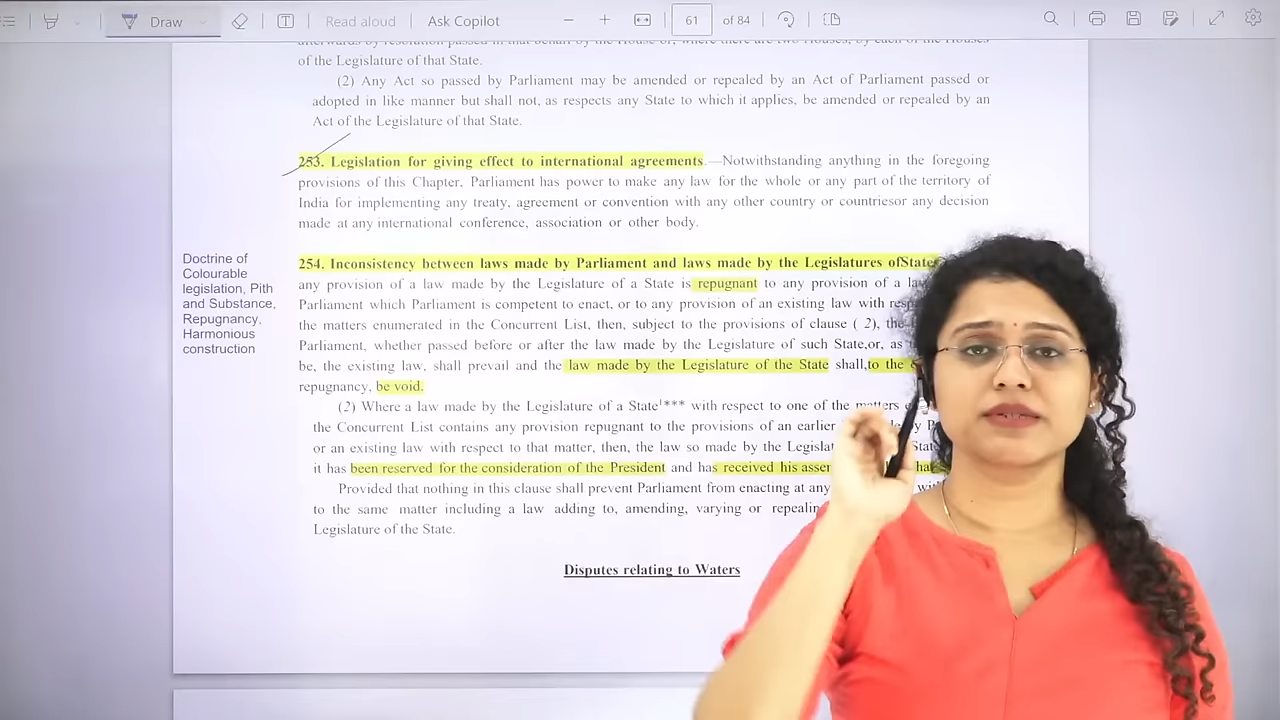 Draw
Read aloud
Ask Copilot
61 of 84
of the Legislature of that State.
(2) Any Act so passed by Parliament may be amended or repealed by an Act of Parliament passed or
adopted in like manner but shall not, as respects any State to which it applies, be amended or repealed by an
Act of the Legislature of that State.
253. Legislation for giving effect to international agreements.—Notwithstanding anything in the foregoing
provisions of this Chapter, Parliament has power to make any law for the whole or any part of the territory of
India for implementing any treaty, agreement or convention with any other country or countriesor any decision
made at any international conference, association or other body.
Doctrine of
Colourable
legislation, Pith
and Substance,
Repugnancy,
Harmonious
construction
254. Inconsistency between laws made by Parliament and laws made by the Legislatures ofState
any provision of a law made by the Legislature of a State is repugnant to any provision of a
Parliament which Parliament is competent to enact, or to any provision of an existing law with
the matters enumerated in the Concurrent List, then, subject to the provisions of clause ( 2), the
Parliament, whether passed before or after the law made by the Legislature of such State,or, as
be, the existing law, shall prevail and the law made by the Legislature of the State shall,to the
repugnancy, be void.
(2) Where a law made by the Legislature of a State¹*** with respect to one of the matters
the Concurrent List contains any provision repugnant to the provisions of an earlier
or an existing law with respect to that matter, then, the law so made by the
it has been reserved for the consideration of the President and has received his
Provided that nothing in this clause shall prevent Parliament from enacting at any
to the same matter including a law adding to, amending, varying or
Legislature of the State.
Disputes relating to Waters